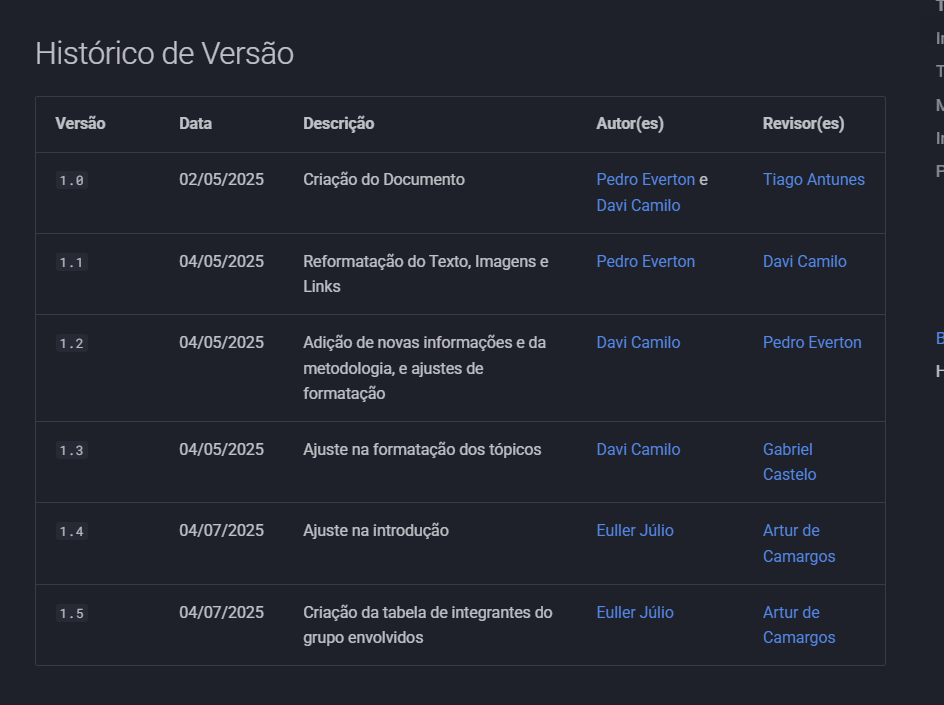 Histórico de Versão
Versão Data Descrição Autor(es) Revisor(es)
1.0 02/05/2025 Criação do Documento Pedro Everton e Tiago Antunes
Davi Camilo
1.1 04/05/2025 Reformatação do Texto, Imagens e Pedro Everton Davi Camilo
Links
1.2 04/05/2025 Adição de novas informações e da Davi Camilo Pedro Everton
metodologia, e ajustes de
formatação
1.3 04/05/2025 Ajuste na formatação dos tópicos Davi Camilo Gabriel
Castelo
1.4 04/07/2025 Ajuste na introdução Euller Júlio Artur de
Camargos
1.5 04/07/2025 Criação da tabela de integrantes do Euller Júlio Artur de
grupo envolvidos Camargos